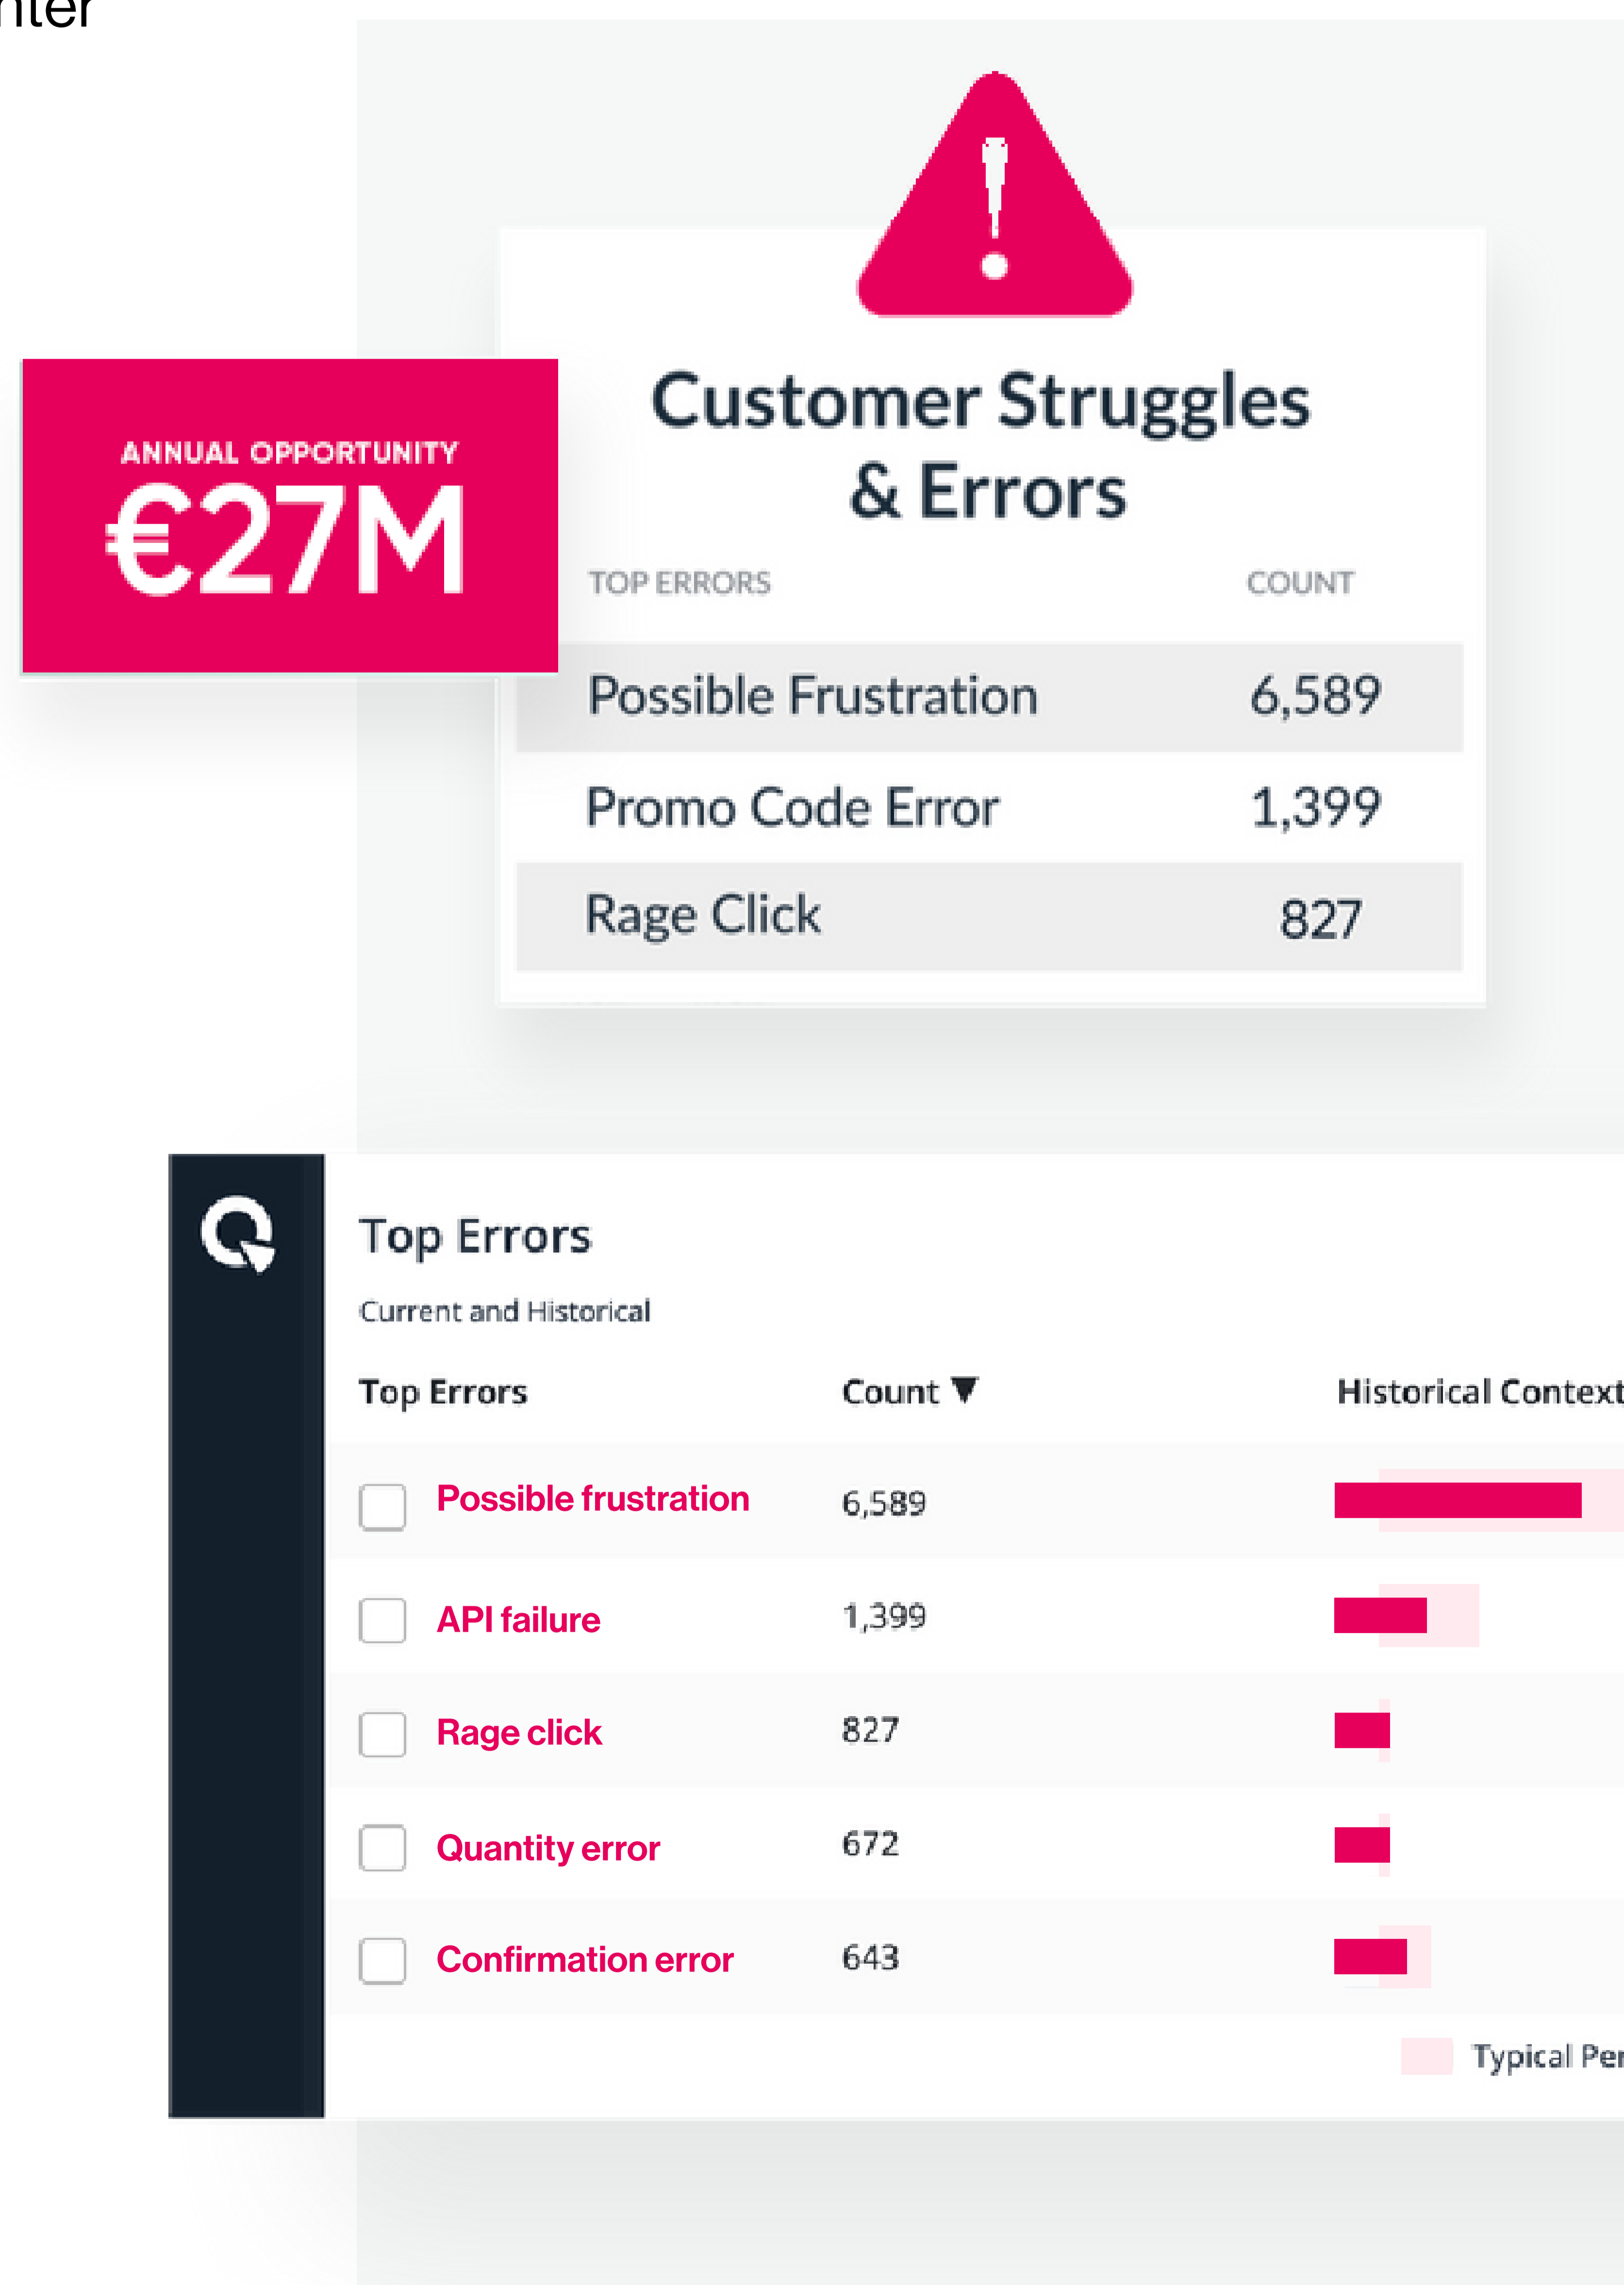 Customer Struggles
& Errors
ANNUAL OPPORTUNITY
€27M
TOP ERRORS COUNT
Possible Frustration 6,589
Promo Code Error 1,399
Rage Click 827
Top Errors
Current and Historical
Top Errors Count ▼ Historical Context
Possible frustration 6,589
API failure 1,399
Rage click 827
Quantity error 672
Confirmation error 643
Typical